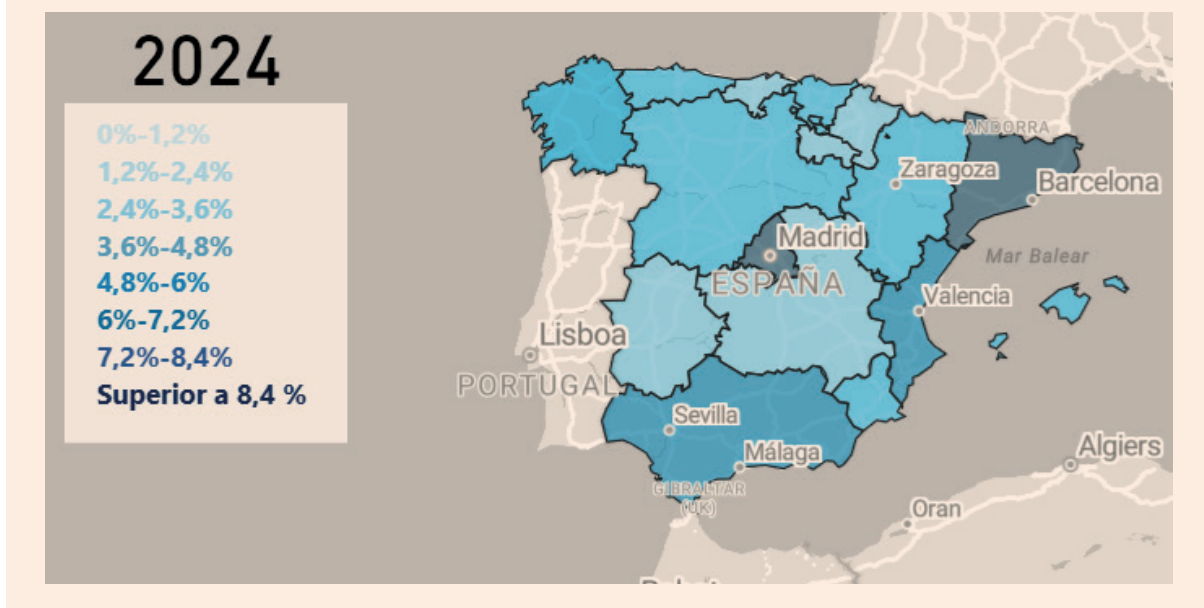 2024
0%-1,2%
1,2%-2,4%
2,4%-3,6%
3,6%-4,8%
4,8%-6%
6%-7,2%
7,2%-8,4%
Superior a 8,4 %
ANDORRA
Zaragoza
Barcelona
Madrid
Mar Balear
ESPAÑA
Valencia
Lisboa
PORTUGAL
Sevilla
Málaga
Algiers
GIBRALTAR
(UK)
Oran